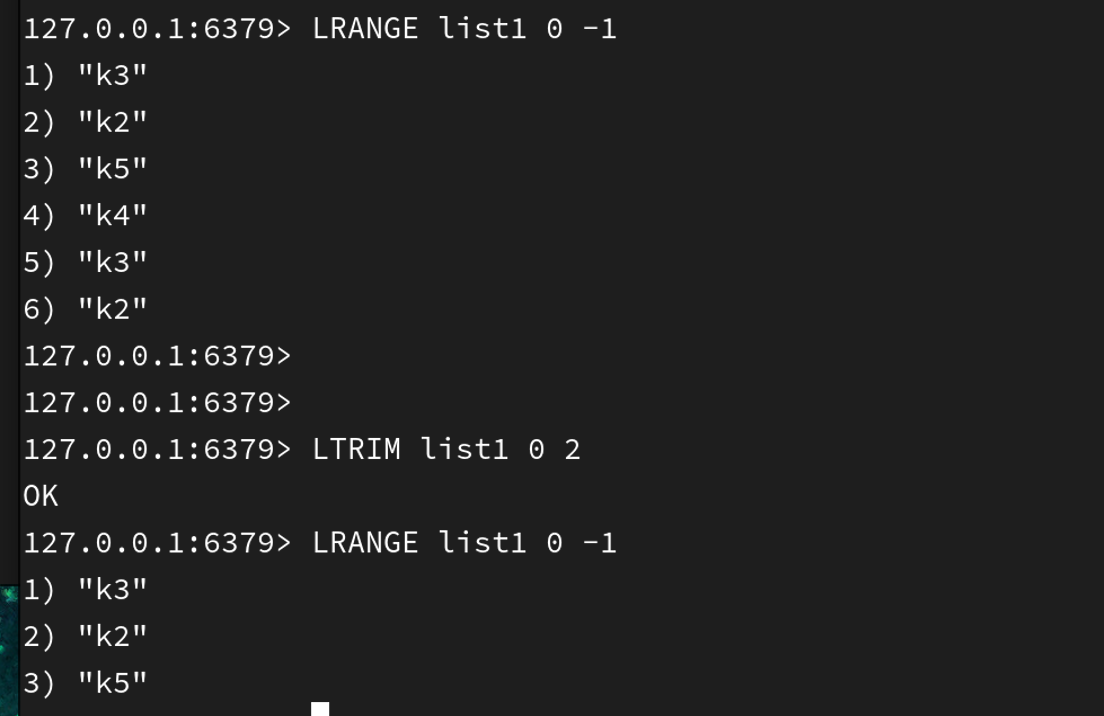 127.0.0.1:6379> LRANGE list1 0 -1
1) "k3"
2) "k2"
3) "k5"
4) "k4"
5) "k3"
6) "k2"
127.0.0.1:6379>
127.0.0.1:6379>
127.0.0.1:6379> LTRIM list1 0 2
OK
127.0.0.1:6379> LRANGE list1 0 -1
1) "k3"
2) "k2"
3) "k5"